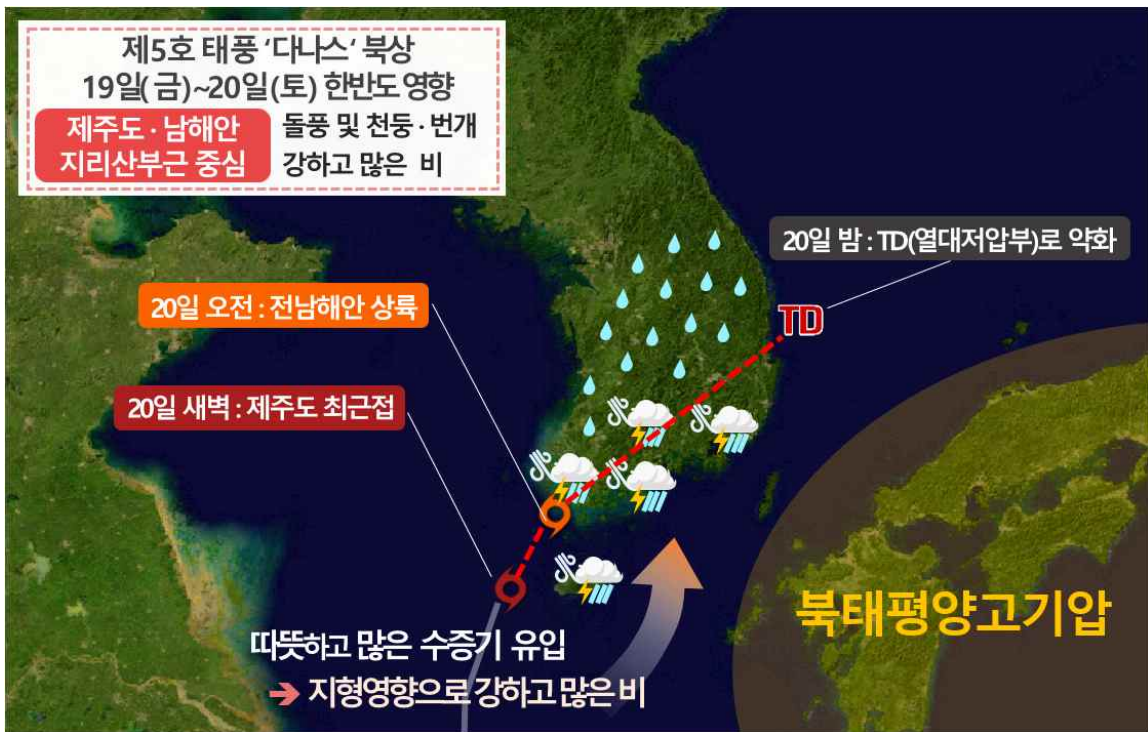 제5호 태풍 '다나스' 북상
19일(금)~20일(토) 한반도 영향
제주도·남해안
지리산부근 중심
돌풍 및 천둥·번개
강하고 많은 비
20일 밤 : TD(열대저압부)로 약화
20일 오전 : 전남해안 상륙
TD
20일 새벽 : 제주도 최근접
북태평양고기압
따뜻하고 많은 수증기 유입
➔ 지형영향으로 강하고 많은 비